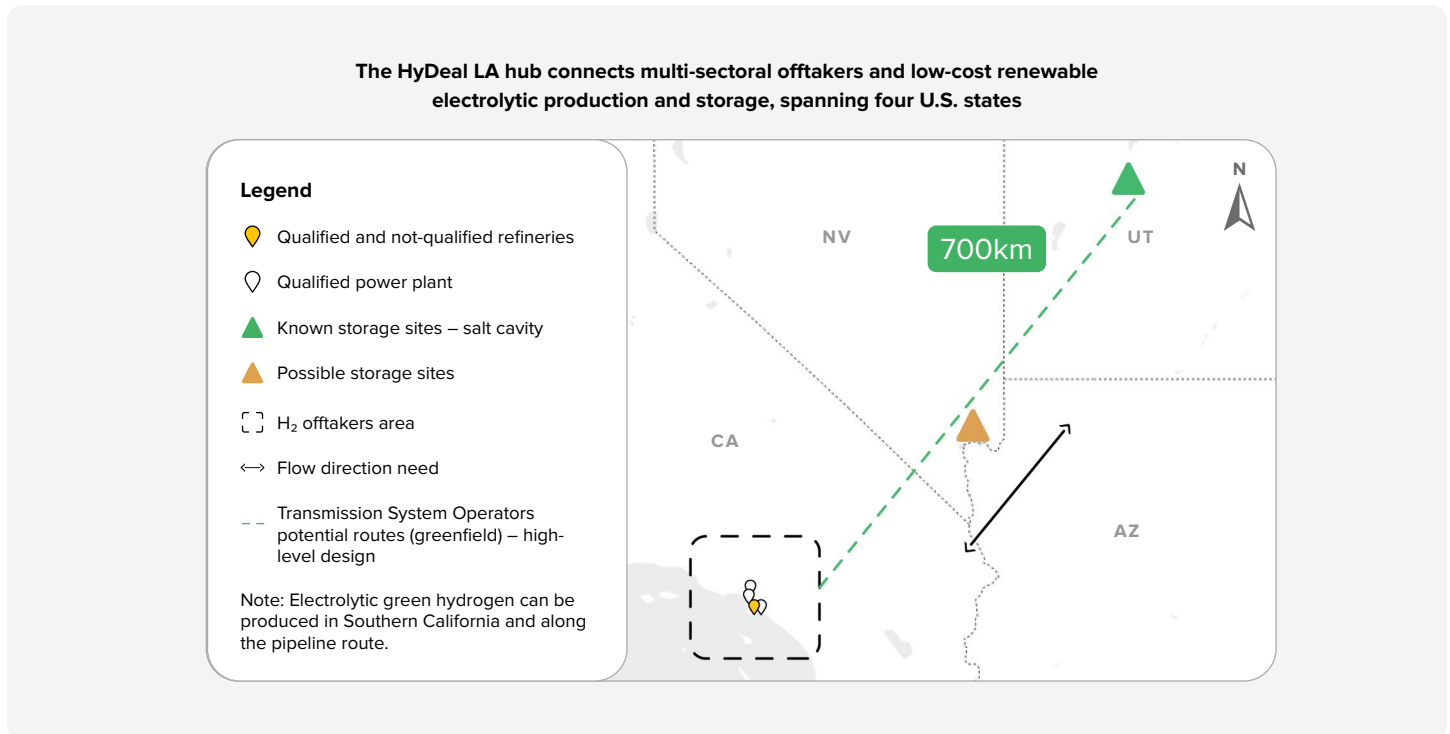 The HyDeal LA hub connects multi-sectoral offtakers and low-cost renewable
electrolytic production and storage, spanning four U.S. states
Legend
Qualified and not-qualified refineries
Qualified power plant
Known storage sites – salt cavity
Possible storage sites
H₂ offtakers area
Flow direction need
Transmission System Operators
potential routes (greenfield) – high-
level design
Note: Electrolytic green hydrogen can be
produced in Southern California and along
the pipeline route.
N
NV
700km
UT
CA
AZ